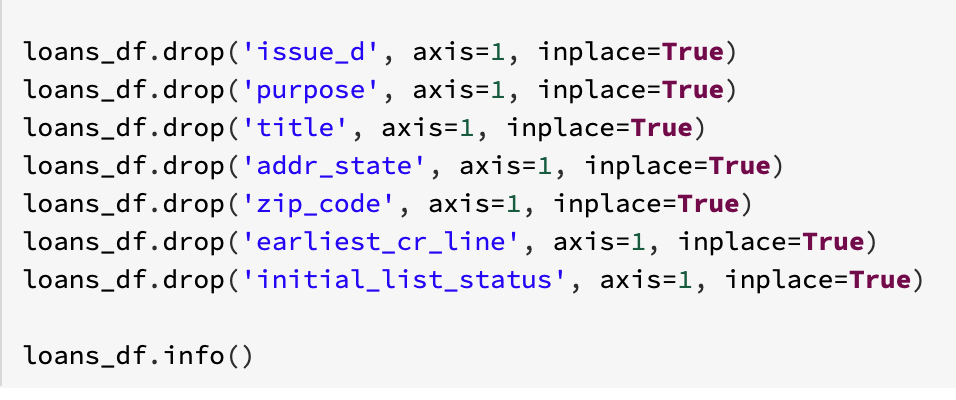 loans_df.drop('issue_d', axis=1, inplace=True)
loans_df.drop('purpose', axis=1, inplace=True)
loans_df.drop('title', axis=1, inplace=True)
loans_df.drop('addr_state', axis=1, inplace=True)
loans_df.drop('zip_code', axis=1, inplace=True)
loans_df.drop('earliest_cr_line', axis=1, inplace=True)
loans_df.drop('initial_list_status', axis=1, inplace=True)
loans_df.info()